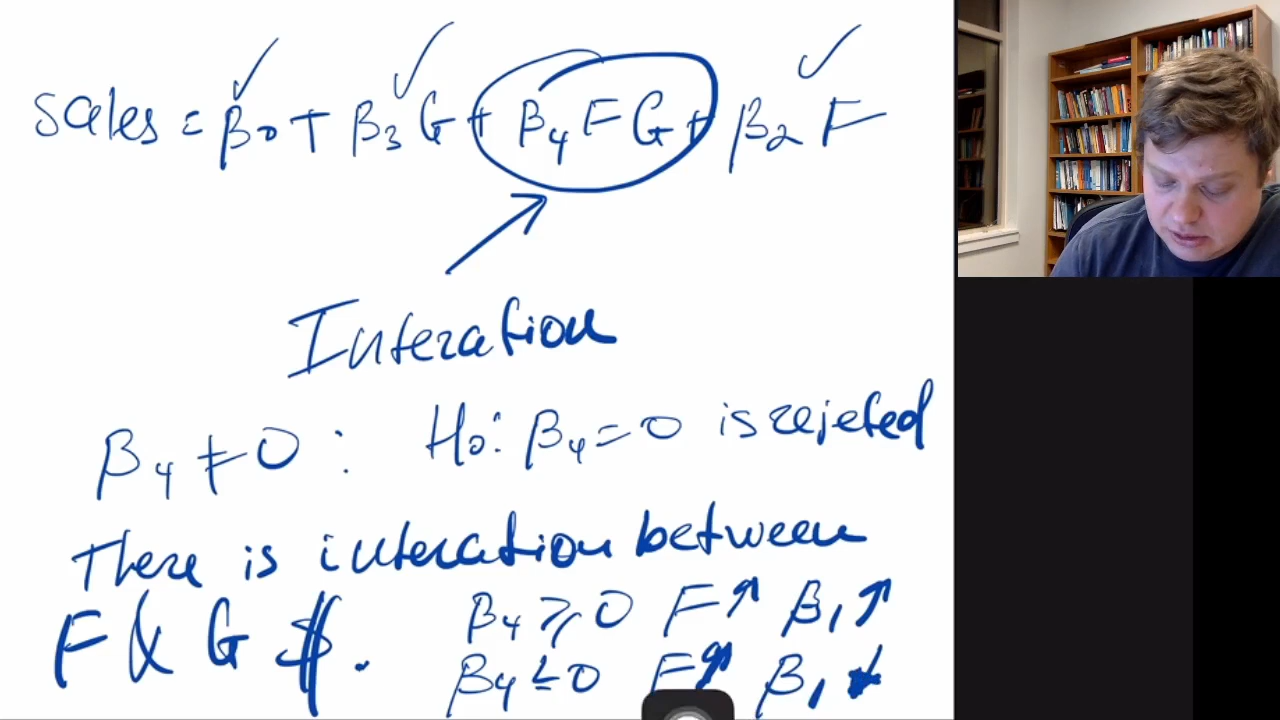 Sales = β0 + β3 G + β4 F G + β2 F
Interation
β4 ≠ 0 : H0: β4 = 0 is rejeted
There is interation between
F & G $.
β4 ≥ 0 F↑ β1↑
β4 ≤ 0 F↑ β1↓